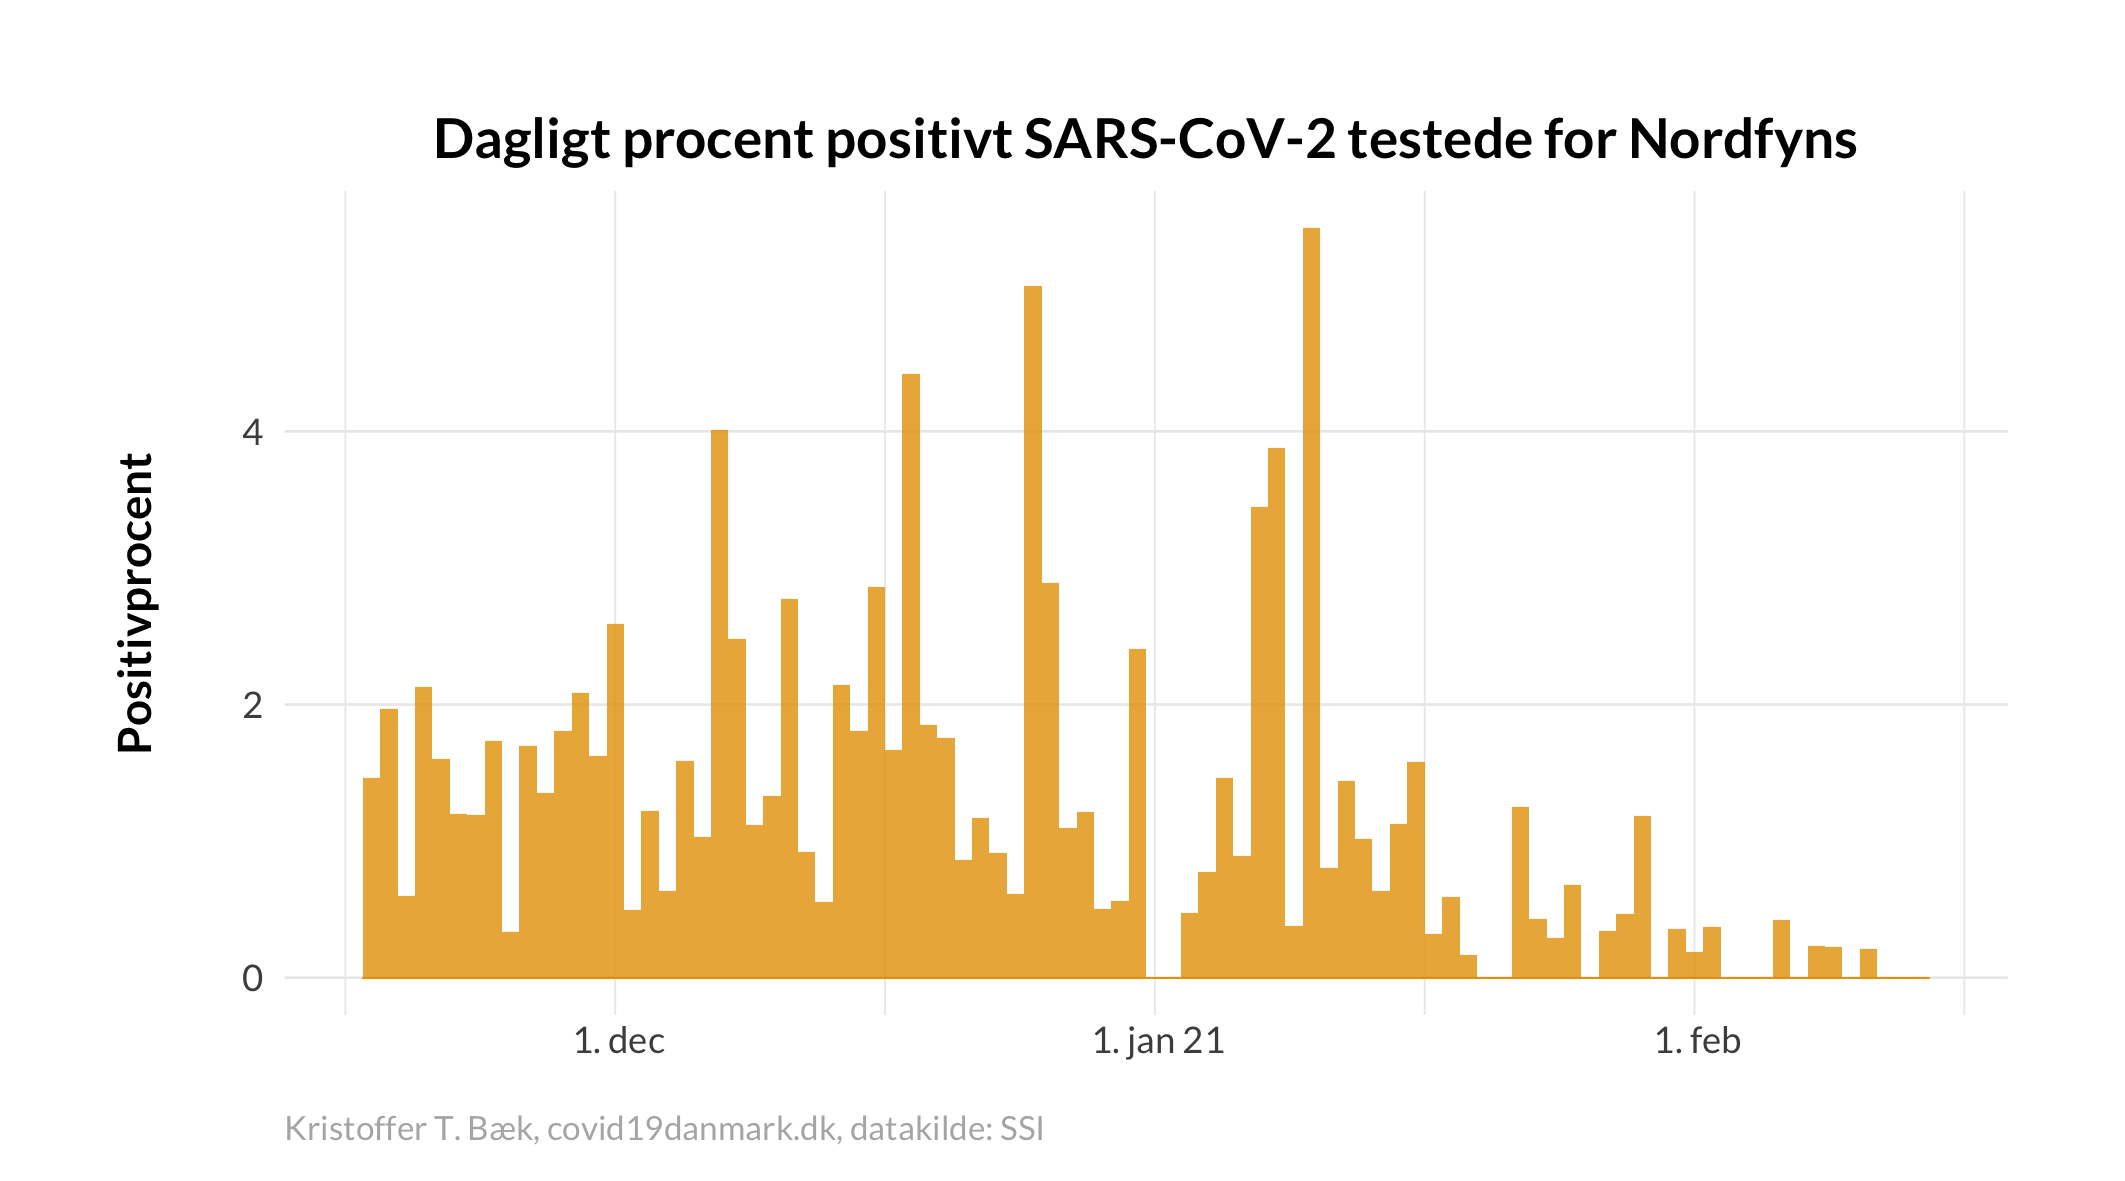 Dagligt procent positivt SARS-CoV-2 testede for Nordfyns
Positivprocent
4
2
0
1. dec
1. jan 21
1. feb
Kristoffer T. Bæk, covid19danmark.dk, datakilde: SSI